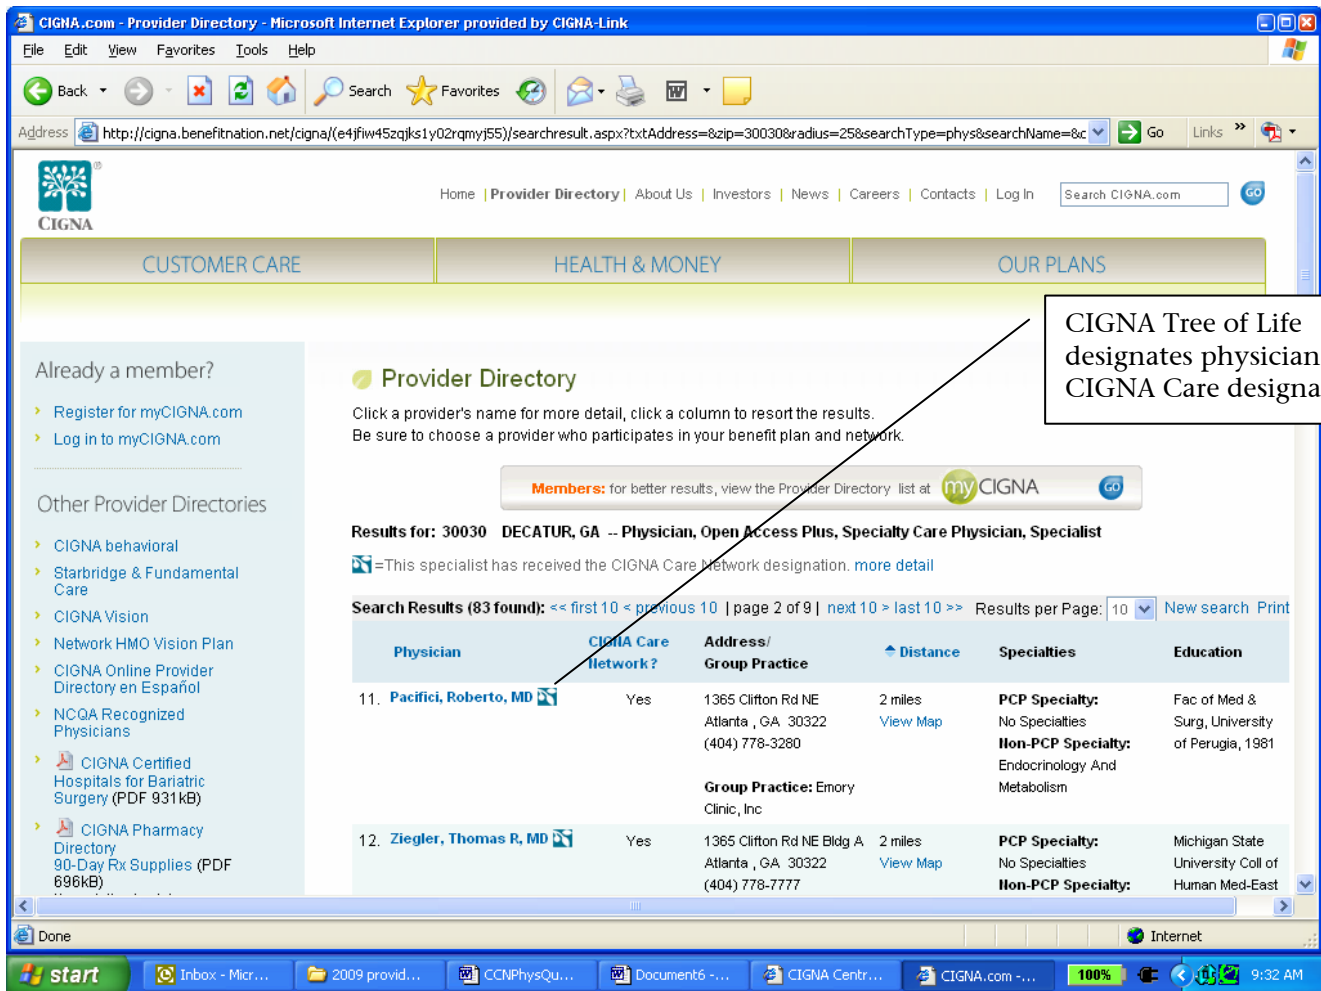 CIGNA.com - Provider Directory - Microsoft Internet Explorer provided by CIGNA-Link
File Edit View Favorites Tools Help
Back Search Favorites
Address http://cigna.benefitnation.net/cigna/(e4jfiw45zqjks1y02rqmyj55)/searchresult.aspx?txtAddress=&zip=30030&radius=25&searchType=phys&searchName=&c Go Links »
CIGNA ®
Home | Provider Directory | About Us | Investors | News | Careers | Contacts | Log In Search CIGNA.com GO
CUSTOMER CARE HEALTH & MONEY OUR PLANS
CIGNA Tree of Life
designates physician
CIGNA Care designa
Already a member?
Register for myCIGNA.com
Log in to myCIGNA.com
Other Provider Directories
CIGNA behavioral
Starbridge & Fundamental
Care
CIGNA Vision
Network HMO Vision Plan
CIGNA Online Provider
Directory en Español
NCQA Recognized
Physicians
CIGNA Certified
Hospitals for Bariatric
Surgery (PDF 931kB)
CIGNA Pharmacy
Directory
90-Day Rx Supplies (PDF
696kB)
Provider Directory
Click a provider's name for more detail, click a column to resort the results.
Be sure to choose a provider who participates in your benefit plan and network.
Members: for better results, view the Provider Directory list at myCIGNA GO
Results for: 30030 DECATUR, GA -- Physician, Open Access Plus, Specialty Care Physician, Specialist
=This specialist has received the CIGNA Care Network designation. more detail
Search Results (83 found): << first 10 < previous 10 | page 2 of 9 | next 10 > last 10 >> Results per Page: 10 New search Print
Physician CIGNA Care Network? Address/ Group Practice Distance Specialties Education
11. Pacifici, Roberto, MD Yes 1365 Clifton Rd NE 2 miles PCP Specialty: Fac of Med &
Atlanta , GA 30322 View Map No Specialties Surg, University
(404) 778-3280 Non-PCP Specialty: of Perugia, 1981
Endocrinology And
Group Practice: Emory Metabolism
Clinic, Inc
12. Ziegler, Thomas R, MD Yes 1365 Clifton Rd NE Bldg A 2 miles PCP Specialty: Michigan State
Atlanta , GA 30322 View Map No Specialties University Coll of
(404) 778-7777 Non-PCP Specialty: Human Med-East
Done Internet
start Inbox - Micr... 2009 provid... CCNPhysQu... Document6 -... CIGNA Centr... CIGNA.com -... 100% 9:32 AM